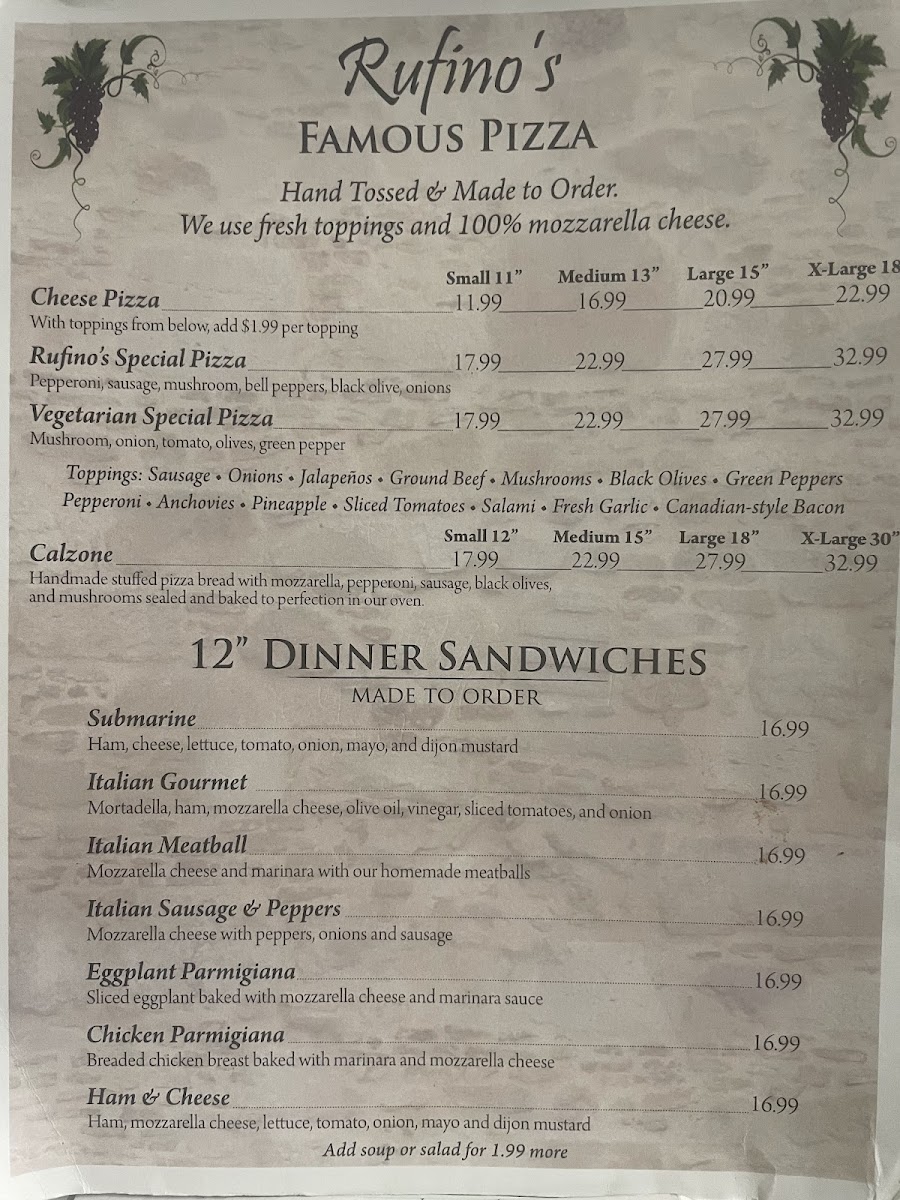 Rufino's
FAMOUS PIZZA
Hand Tossed & Made to Order.
We use fresh toppings and 100% mozzarella cheese.
Small 11” Medium 13” Large 15” X-Large 18
Cheese Pizza 11.99 16.99 20.99 22.99
With toppings from below, add $1.99 per topping
Rufino's Special Pizza 17.99 22.99 27.99 32.99
Pepperoni, sausage, mushroom, bell peppers, black olive, onions
Vegetarian Special Pizza 17.99 22.99 27.99 32.99
Mushroom, onion, tomato, olives, green pepper
Toppings: Sausage • Onions • Jalapeños • Ground Beef • Mushrooms • Black Olives • Green Peppers
Pepperoni • Anchovies • Pineapple • Sliced Tomatoes • Salami • Fresh Garlic • Canadian-style Bacon
Small 12” Medium 15” Large 18” X-Large 30”
Calzone 17.99 22.99 27.99 32.99
Handmade stuffed pizza bread with mozzarella, pepperoni, sausage, black olives,
and mushrooms sealed and baked to perfection in our oven.
12” DINNER SANDWICHES
MADE TO ORDER
Submarine 16.99
Ham, cheese, lettuce, tomato, onion, mayo, and dijon mustard
Italian Gourmet 16.99
Mortadella, ham, mozzarella cheese, olive oil, vinegar, sliced tomatoes, and onion
Italian Meatball 16.99
Mozzarella cheese and marinara with our homemade meatballs
Italian Sausage & Peppers 16.99
Mozzarella cheese with peppers, onions and sausage
Eggplant Parmigiana 16.99
Sliced eggplant baked with mozzarella cheese and marinara sauce
Chicken Parmigiana 16.99
Breaded chicken breast baked with marinara and mozzarella cheese
Ham & Cheese 16.99
Ham, mozzarella cheese, lettuce, tomato, onion, mayo and dijon mustard
Add soup or salad for 1.99 more